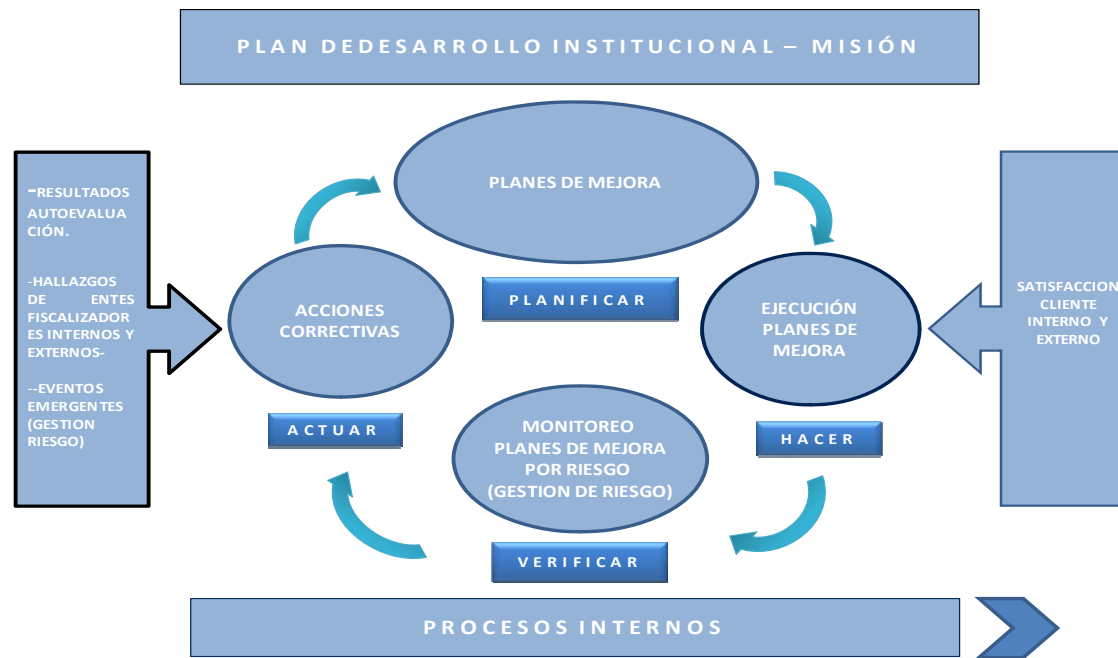 PLAN DEDESARROLLO INSTITUCIONAL – MISIÓN
PLANES DE MEJORA
PLANIFICAR
-RESULTADOS
AUTOEVALUA
CIÓN.
-HALLAZGOS
DE ENTES
FISCALIZADOR
ES INTERNOS Y
EXTERNOS-
--EVENTOS
EMERGENTES
(GESTION
RIESGO)
ACCIONES
CORRECTIVAS
ACTUAR
EJECUCIÓN
PLANES DE
MEJORA
HACER
SATISFACCION
CLIENTE
INTERNO Y
EXTERNO
MONITOREO
PLANES DE MEJORA
POR RIESGO
(GESTION DE RIESGO)
VERIFICAR
PROCESOS INTERNOS